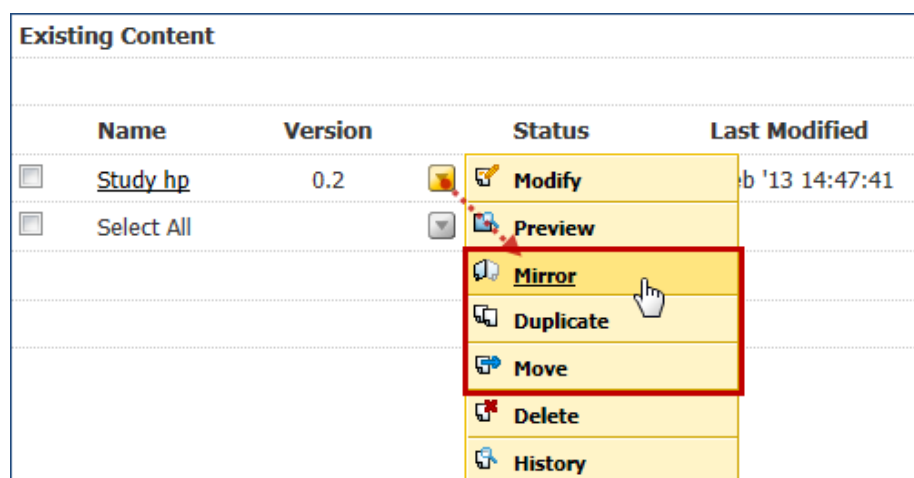 Existing Content
Name Version Status Last Modified
Study hp 0.2 Modify eb '13 14:47:41
Select All Preview
Mirror
Duplicate
Move
Delete
History